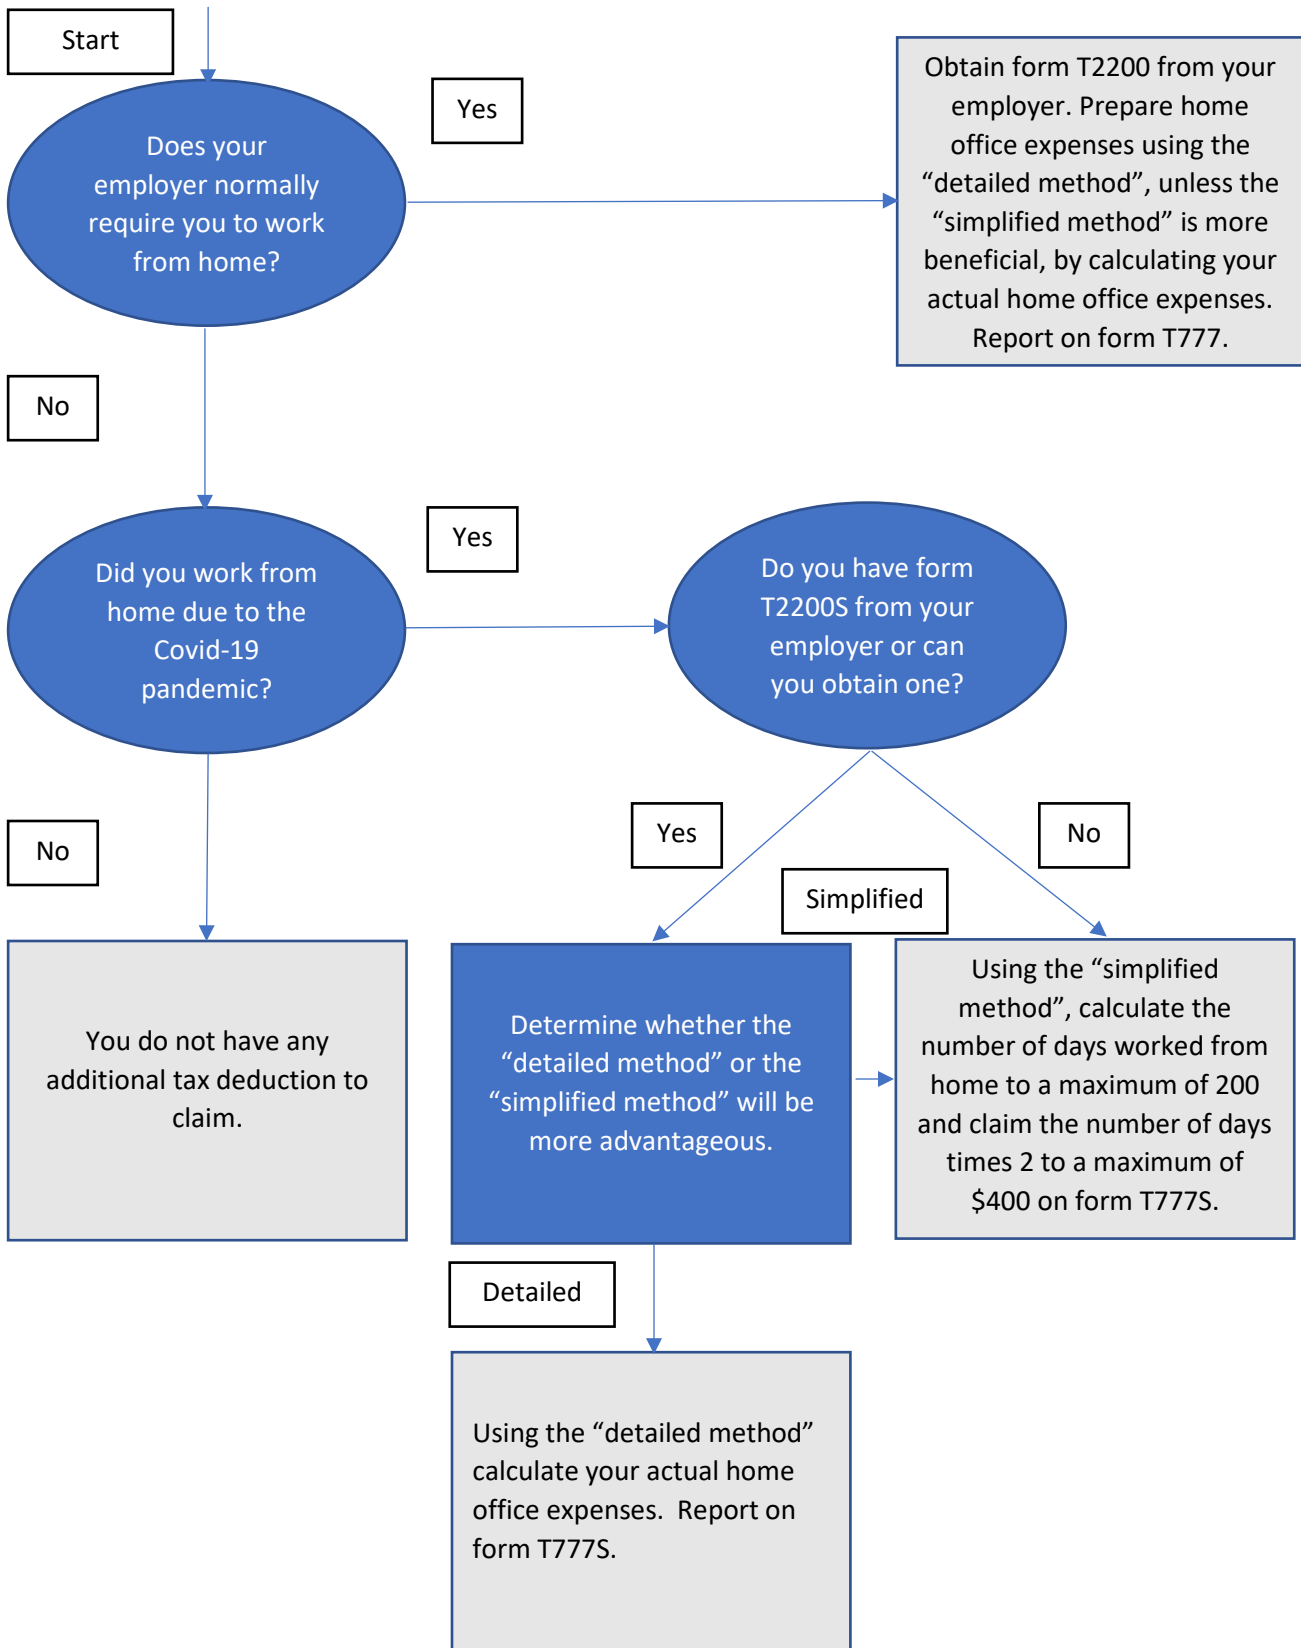 Start
Yes
Does your
employer normally
require you to work
from home?
Obtain form T2200 from your
employer. Prepare home
office expenses using the
“detailed method”, unless the
“simplified method” is more
beneficial, by calculating your
actual home office expenses.
Report on form T777.
No
Did you work from
home due to the
Covid-19
pandemic?
Yes
Do you have form
T2200S from your
employer or can
you obtain one?
No
Yes
No
Simplified
You do not have any
additional tax deduction to
claim.
Determine whether the
“detailed method” or the
“simplified method” will be
more advantageous.
Using the “simplified
method”, calculate the
number of days worked from
home to a maximum of 200
and claim the number of days
times 2 to a maximum of
$400 on form T777S.
Detailed
Using the “detailed method”
calculate your actual home
office expenses.  Report on
form T777S.